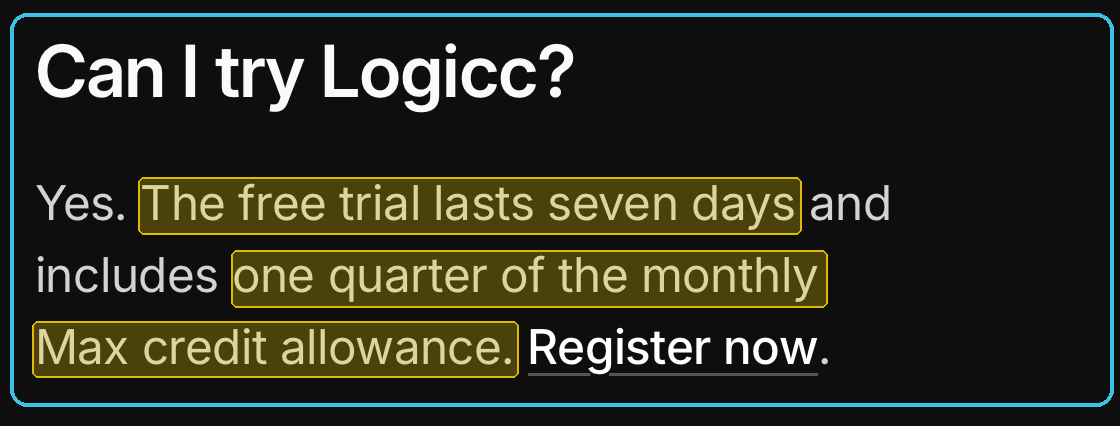 Can I try Logicc?
Yes. The free trial lasts seven days and
includes one quarter of the monthly
Max credit allowance. Register now.